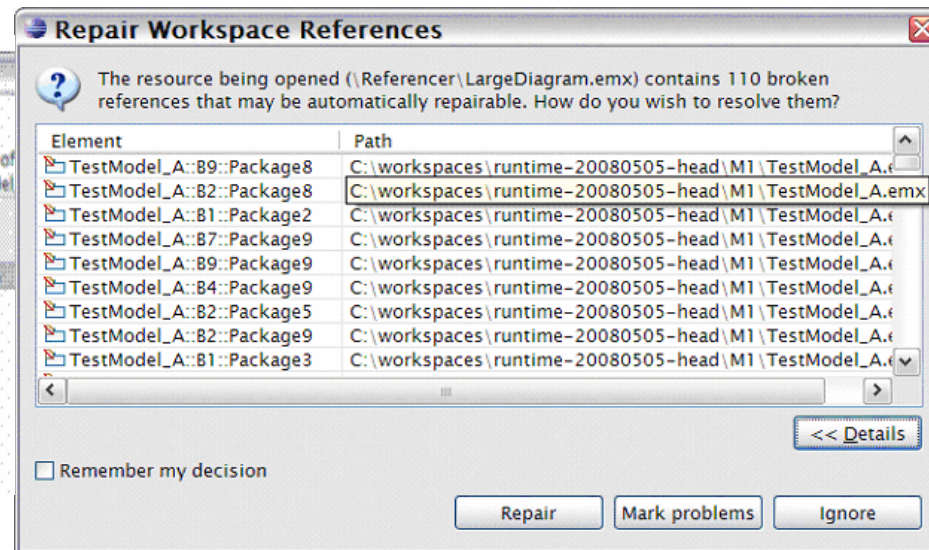 Repair Workspace References
The resource being opened (\Referencer\LargeDiagram.emx) contains 110 broken
references that may be automatically repairable. How do you wish to resolve them?
Element Path
TestModel_A::B9::Package8 C:\workspaces\runtime-20080505-head\M1\TestModel_A.e
TestModel_A::B2::Package8 C:\workspaces\runtime-20080505-head\M1\TestModel_A.emx
TestModel_A::B1::Package2 C:\workspaces\runtime-20080505-head\M1\TestModel_A.e
TestModel_A::B7::Package9 C:\workspaces\runtime-20080505-head\M1\TestModel_A.e
TestModel_A::B9::Package9 C:\workspaces\runtime-20080505-head\M1\TestModel_A.e
TestModel_A::B4::Package9 C:\workspaces\runtime-20080505-head\M1\TestModel_A.e
TestModel_A::B2::Package5 C:\workspaces\runtime-20080505-head\M1\TestModel_A.e
TestModel_A::B2::Package9 C:\workspaces\runtime-20080505-head\M1\TestModel_A.e
TestModel_A::B1::Package3 C:\workspaces\runtime-20080505-head\M1\TestModel_A.e
<< Details
Remember my decision
Repair Mark problems Ignore